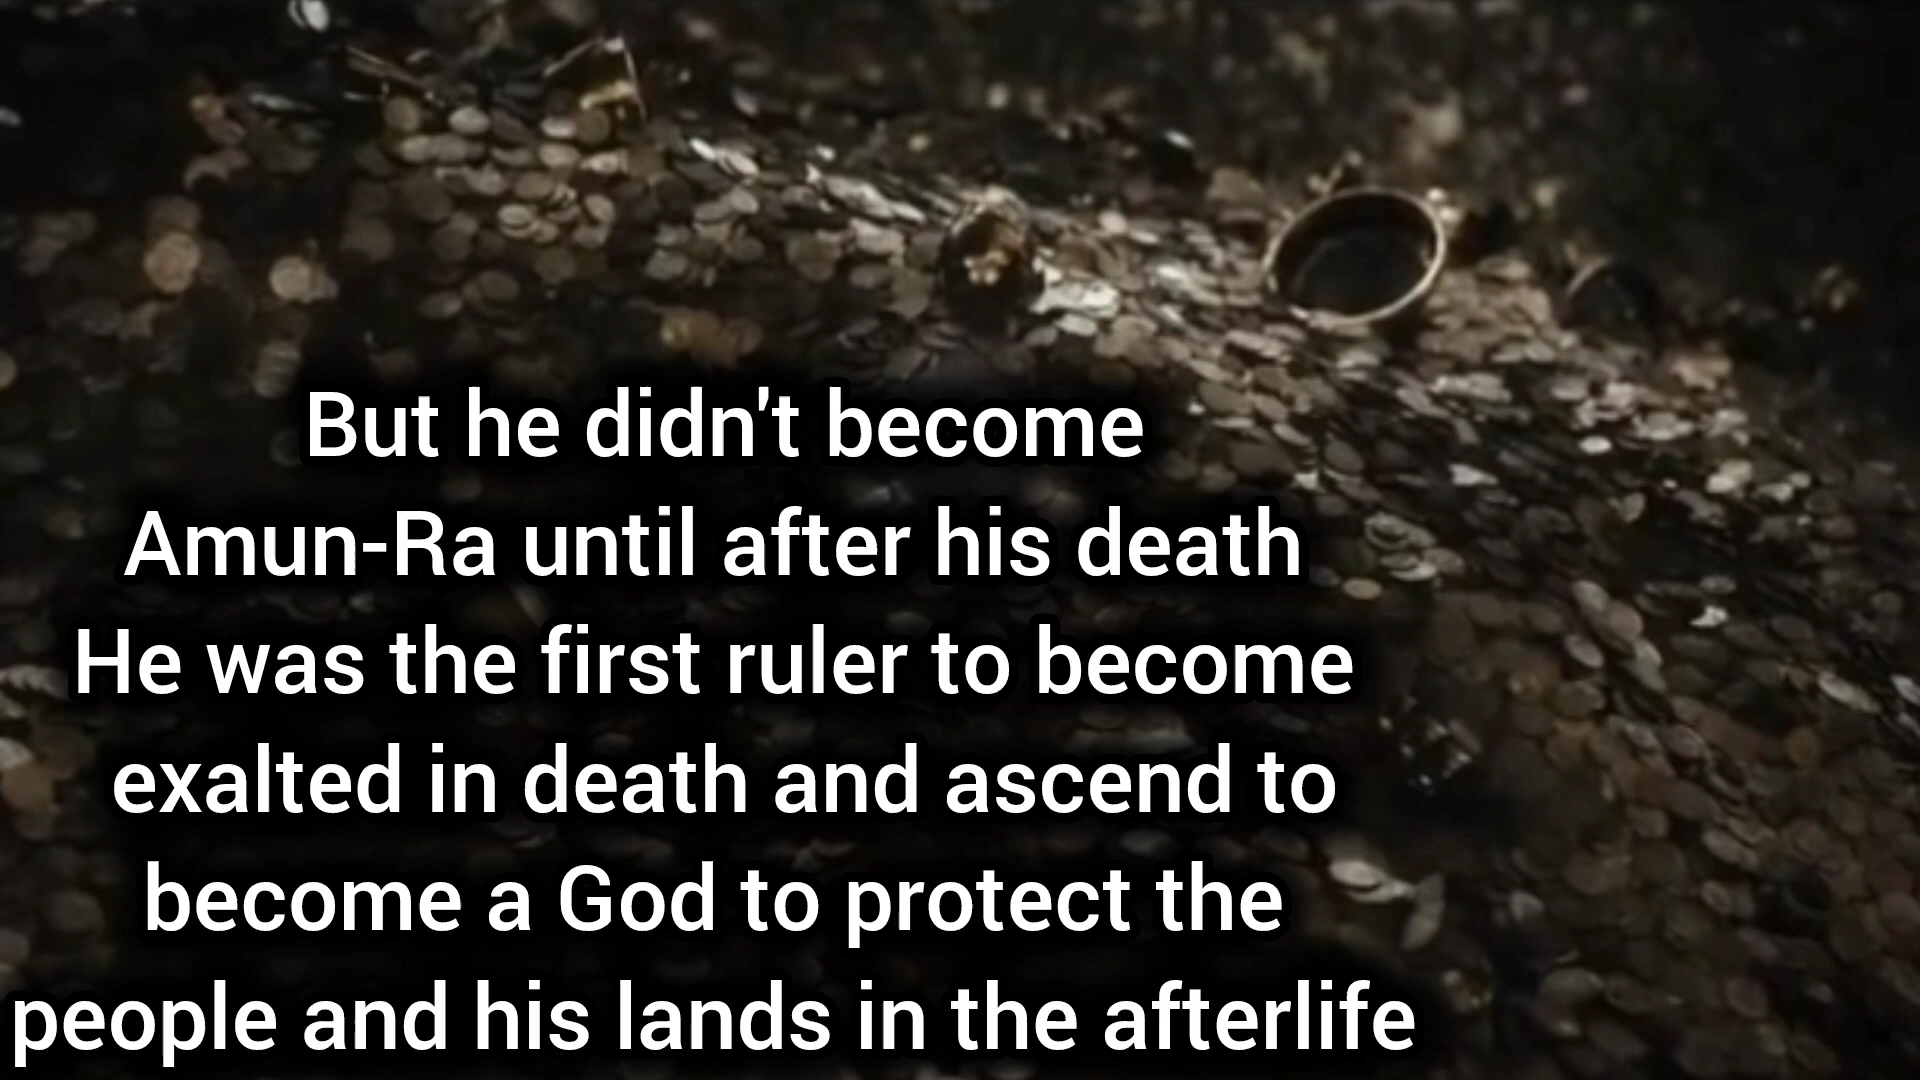 But he didn't become
Amun-Ra until after his death
He was the first ruler to become
exalted in death and ascend to
become a God to protect the
people and his lands in the afterlife